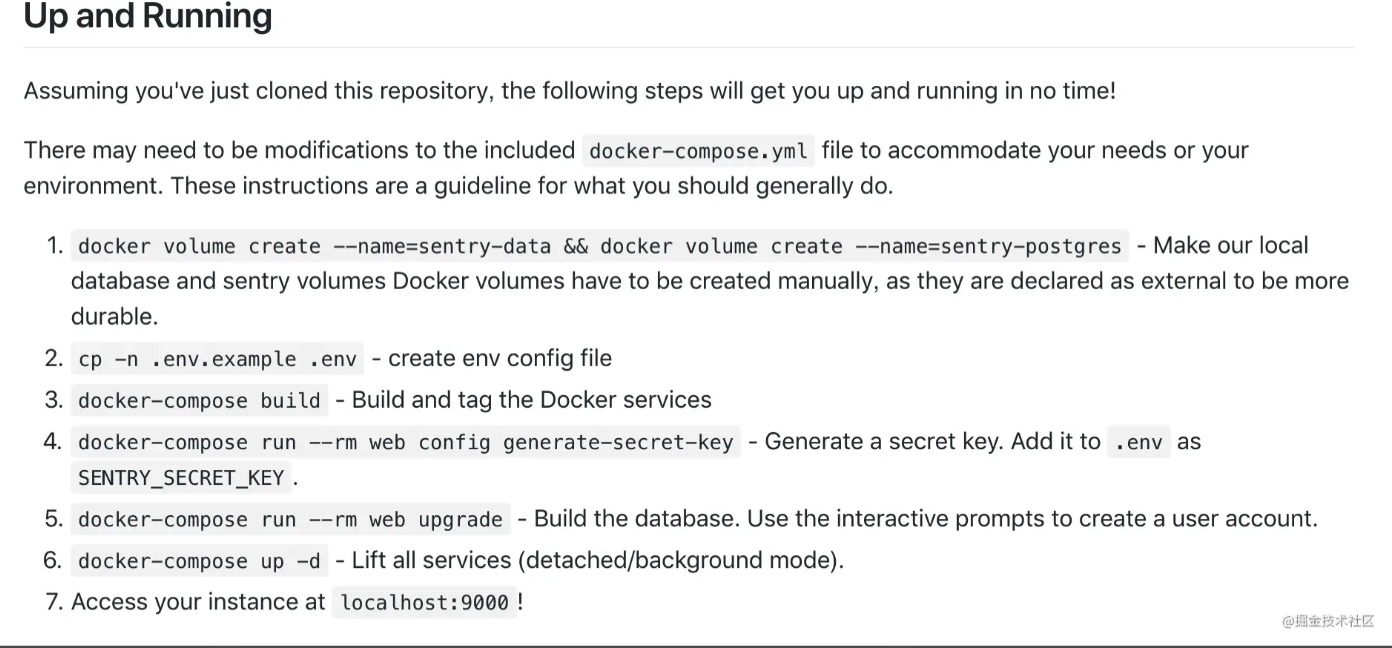 Up and Running
Assuming you've just cloned this repository, the following steps will get you up and running in no time!
There may need to be modifications to the included docker-compose.yml file to accommodate your needs or your
environment. These instructions are a guideline for what you should generally do.
1. docker volume create --name=sentry-data && docker volume create --name=sentry-postgres - Make our local
database and sentry volumes Docker volumes have to be created manually, as they are declared as external to be more
durable.
2. cp -n .env.example .env - create env config file
3. docker-compose build - Build and tag the Docker services
4. docker-compose run --rm web config generate-secret-key - Generate a secret key. Add it to .env as
SENTRY_SECRET_KEY .
5. docker-compose run --rm web upgrade - Build the database. Use the interactive prompts to create a user account.
6. docker-compose up -d - Lift all services (detached/background mode).
7. Access your instance at localhost:9000 !
@掘金技术社区